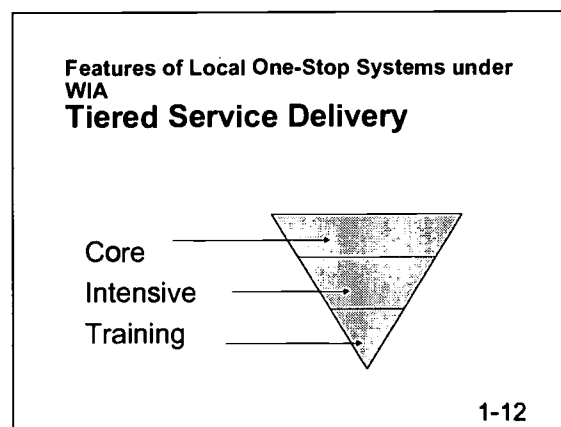 Features of Local One-Stop Systems under
WIA
Tiered Service Delivery
Core
Intensive
Training
1-12